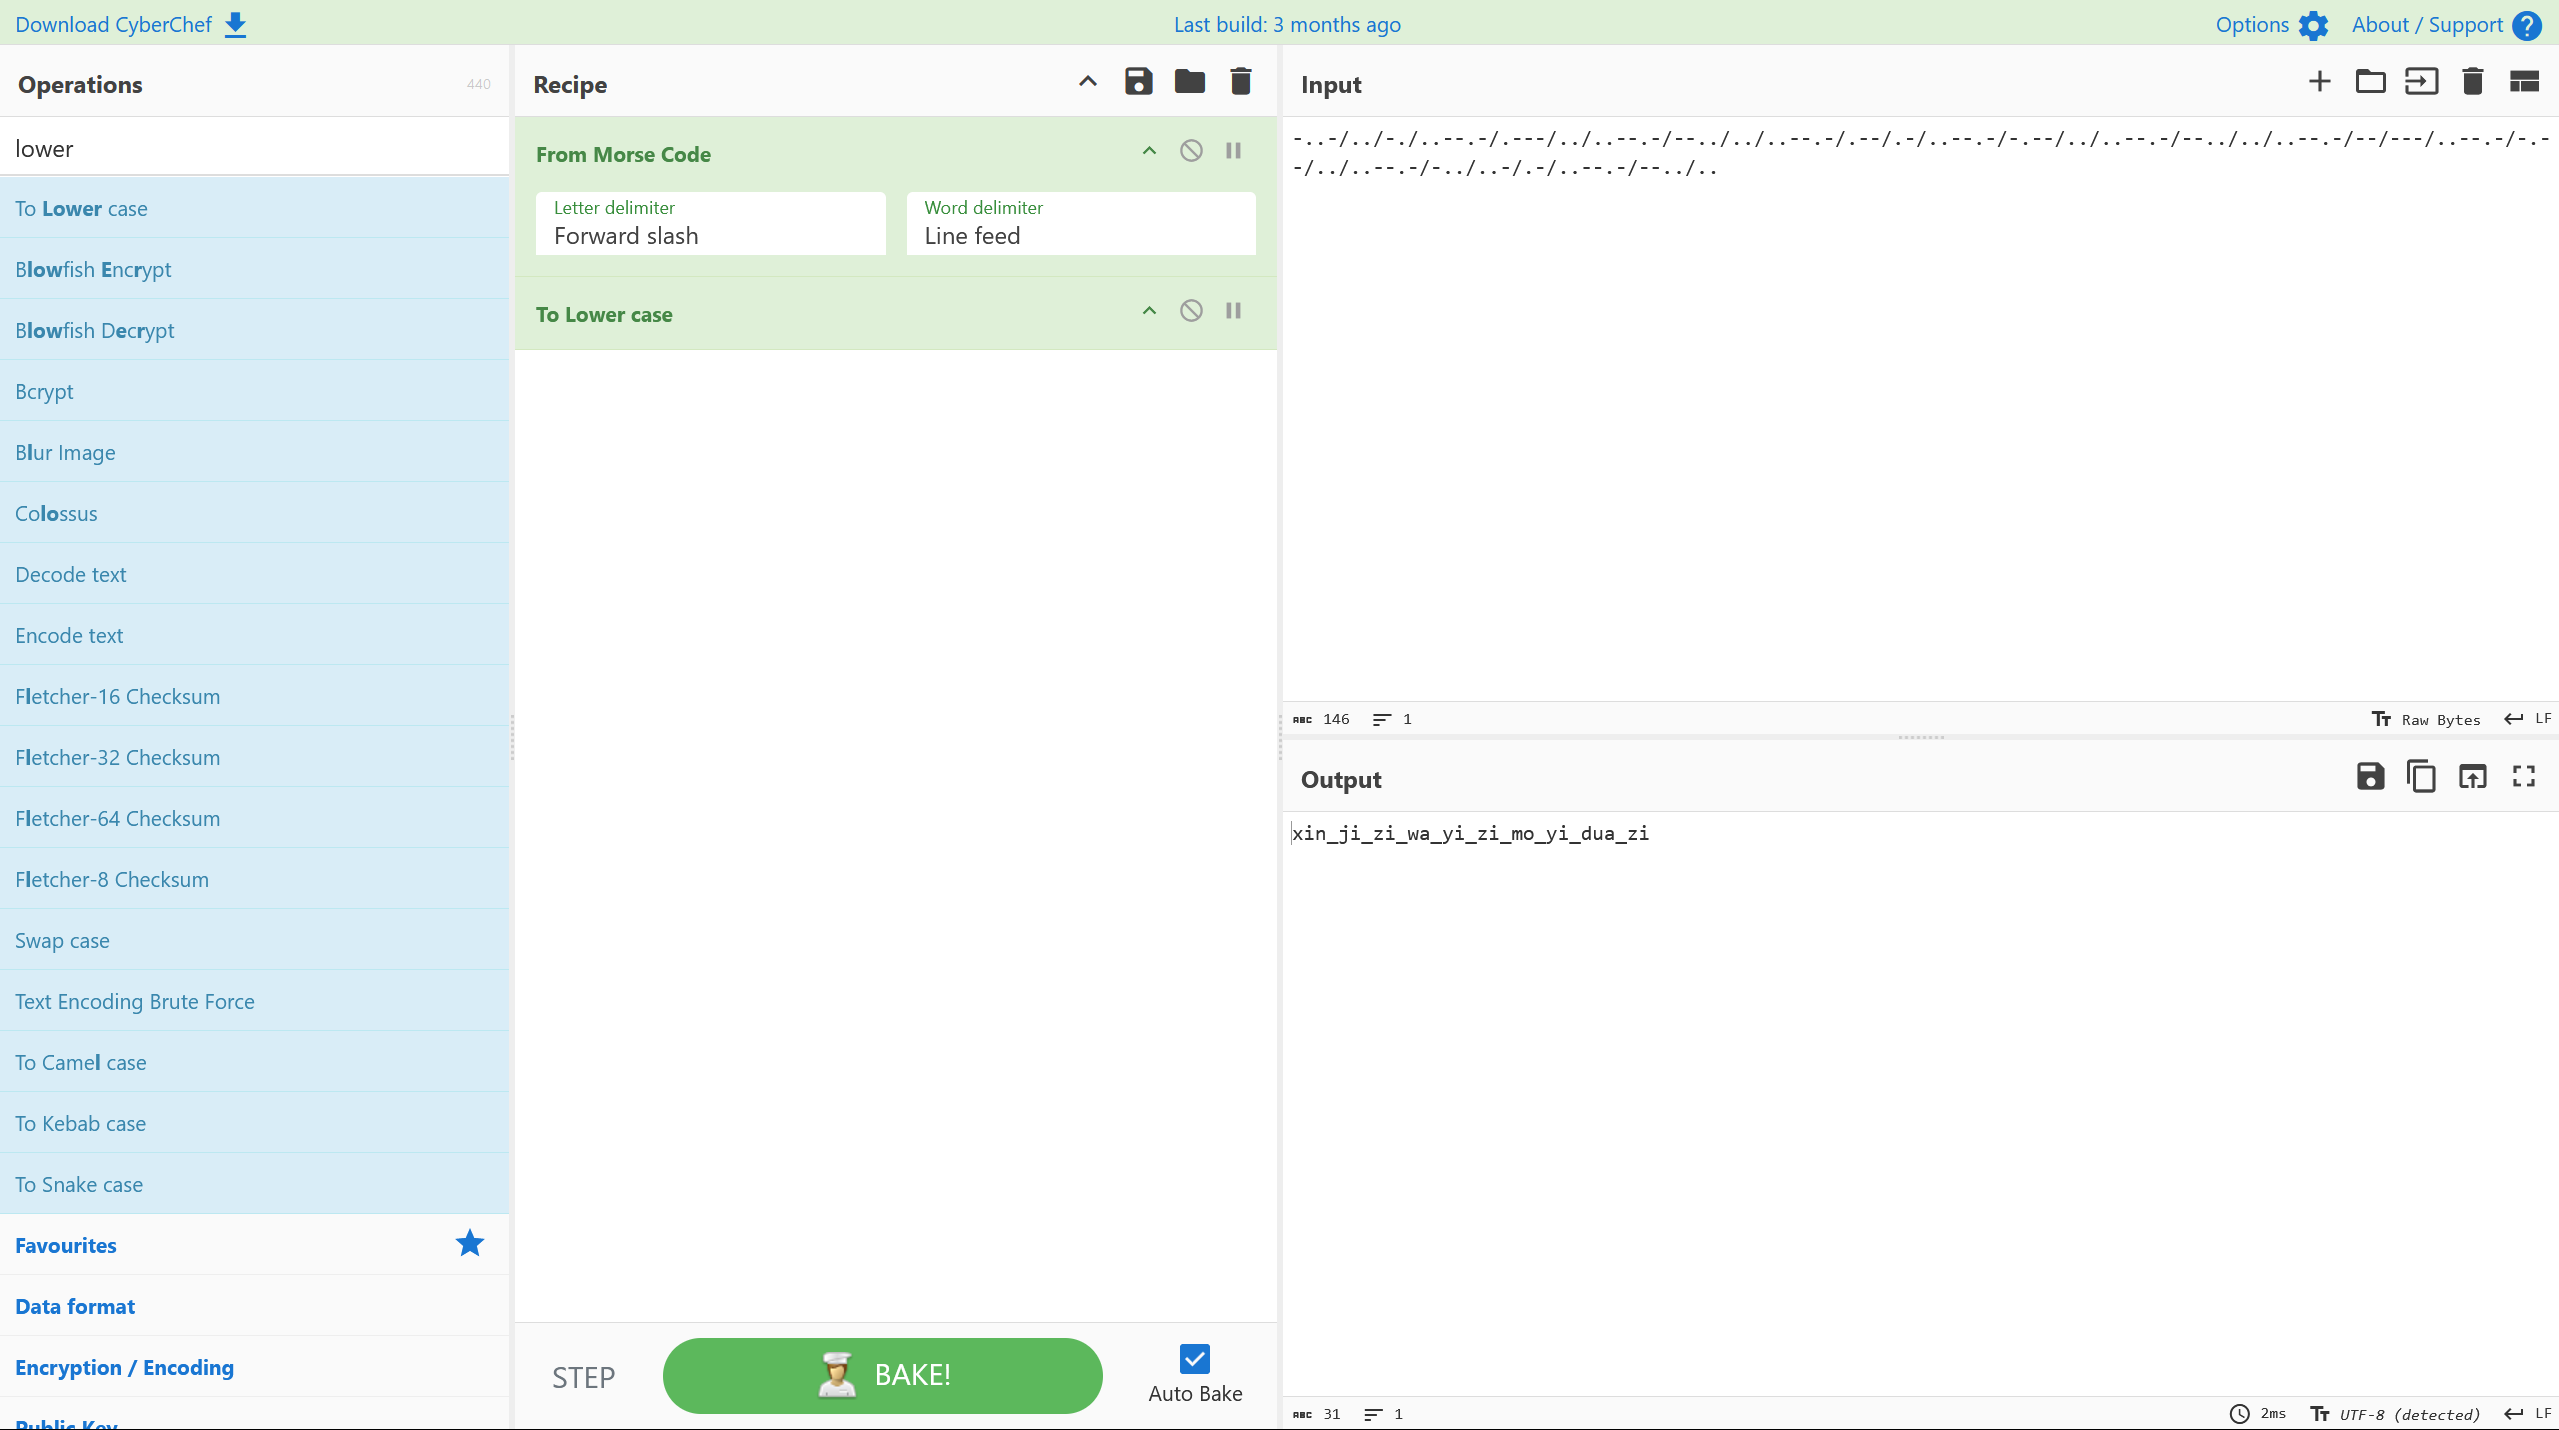 Download CyberChef
Last build: 3 months ago
Options
About / Support
Operations
440
lower
To Lower case
Blowfish Encrypt
Blowfish Decrypt
Bcrypt
Blur Image
Colossus
Decode text
Encode text
Fletcher-16 Checksum
Fletcher-32 Checksum
Fletcher-64 Checksum
Fletcher-8 Checksum
Swap case
Text Encoding Brute Force
To Camel case
To Kebab case
To Snake case
Favourites
Data format
Encryption / Encoding
Public Key
Recipe
From Morse Code
Letter delimiter
Forward slash
Word delimiter
Line feed
To Lower case
STEP
BAKE!
Auto Bake
Input
-..-/../-./..--.-/.---/../..--.-/--../../..--.-/.--/.-/..--.-/-.--/../..--.-/--../../..--.-/--/---/..--.-/-.-
-/../..--.-/-../..-/.-/..--.-/--../..
ABC 146 1
Raw Bytes LF
Output
xin_ji_zi_wa_yi_zi_mo_yi_dua_zi
ABC 31 1
2ms UTF-8 (detected) LF